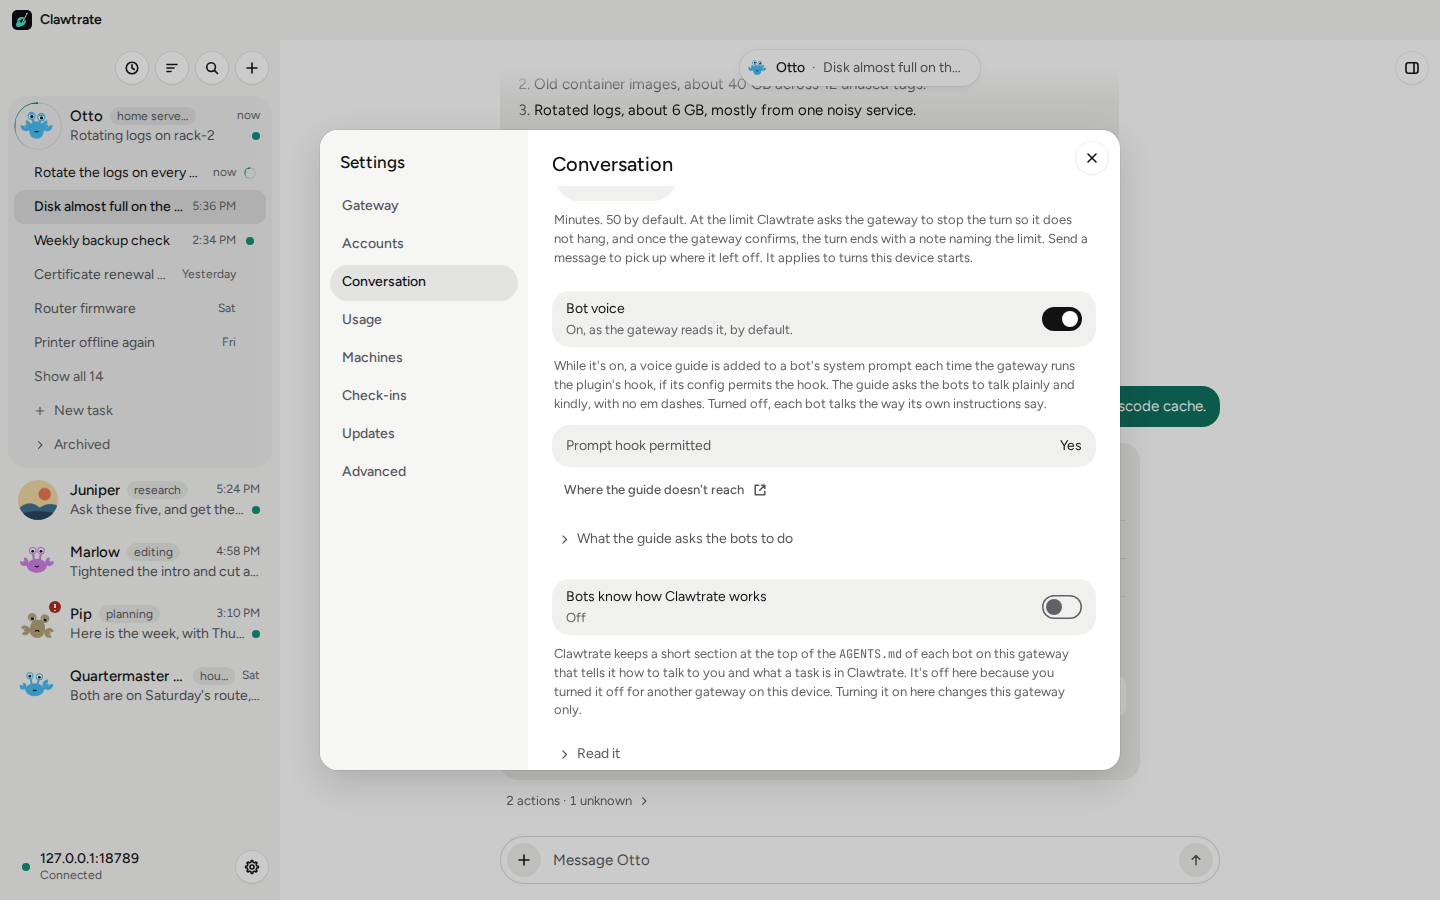 Clawtrate
Otto home serve... now
Rotating logs on rack-2
Rotate the logs on every ... now
Disk almost full on the ... 5:36 PM
Weekly backup check 2:34 PM
Certificate renewal ... Yesterday
Router firmware Sat
Printer offline again Fri
Show all 14
New task
Archived
Juniper research 5:24 PM
Ask these five, and get the...
Marlow editing 4:58 PM
Tightened the intro and cut a...
Pip planning 3:10 PM
Here is the week, with Thu...
Quartermaster ... hou... Sat
Both are on Saturday's route,...
127.0.0.1:18789
Connected
Otto · Disk almost full on th...
2. Old container images, about 40 GB across 12 unused tags.
3. Rotated logs, about 6 GB, mostly from one noisy service.
scode cache.
2 actions · 1 unknown
Message Otto
Settings
Gateway
Accounts
Conversation
Usage
Machines
Check-ins
Updates
Advanced
Conversation
Minutes. 50 by default. At the limit Clawtrate asks the gateway to stop the turn so it does
not hang, and once the gateway confirms, the turn ends with a note naming the limit. Send a
message to pick up where it left off. It applies to turns this device starts.
Bot voice
On, as the gateway reads it, by default.
While it's on, a voice guide is added to a bot's system prompt each time the gateway runs
the plugin's hook, if its config permits the hook. The guide asks the bots to talk plainly and
kindly, with no em dashes. Turned off, each bot talks the way its own instructions say.
Prompt hook permitted Yes
Where the guide doesn't reach
What the guide asks the bots to do
Bots know how Clawtrate works
Off
Clawtrate keeps a short section at the top of the AGENTS.md of each bot on this gateway
that tells it how to talk to you and what a task is in Clawtrate. It's off here because you
turned it off for another gateway on this device. Turning it on here changes this gateway
only.
Read it